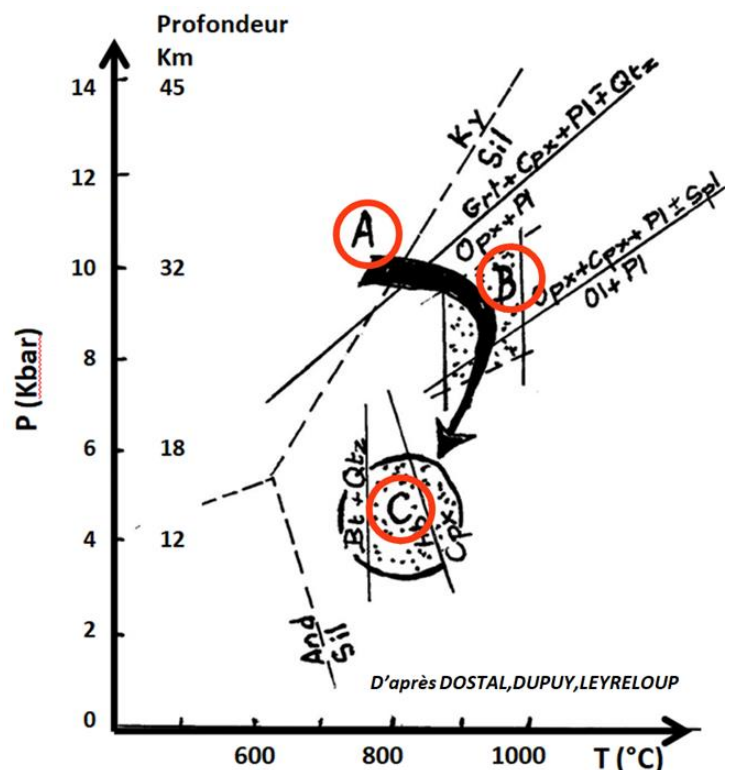 Profondeur
Km
14
45
12
10
32
8
6
18
4
12
2
0
P (Kbar)
600
800
1000
T (°C)
Ky
Sil
Grt+Cpx+Pl+Qtz
Opx+Pl
Opx+Cpx+Pl±Spl
Ol+Pl
A
B
C
Bt+Qtz
Hb
Cpx
And
Sil
D'après DOSTAL,DUPUY,LEYRELOUP